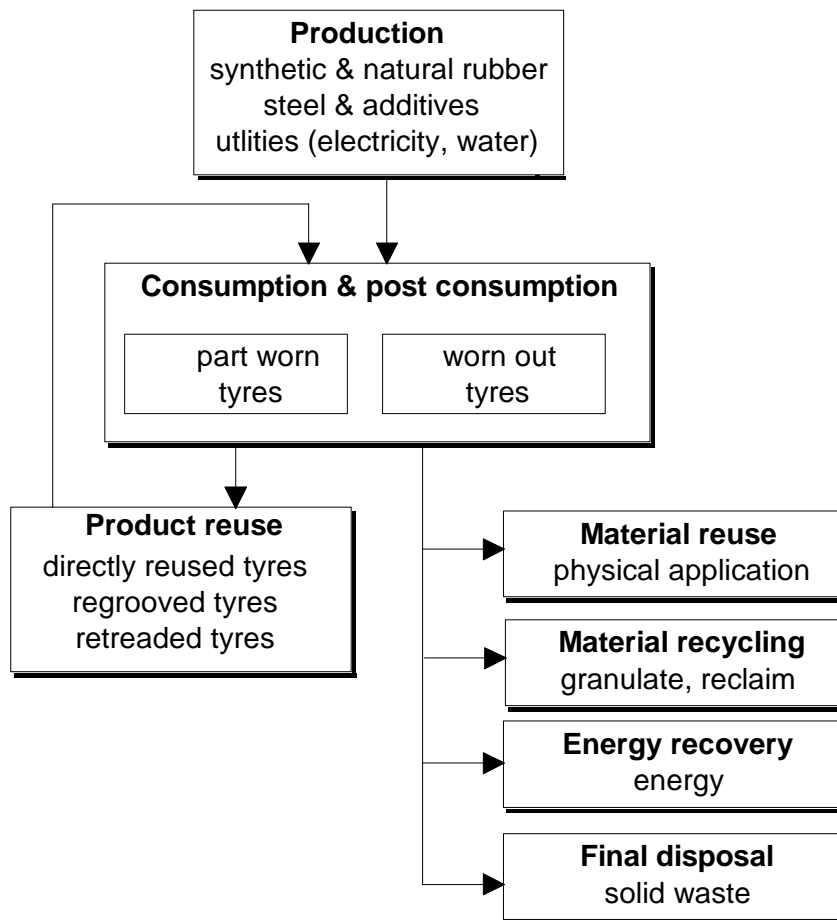 Production
synthetic & natural rubber
steel & additives
utlities (electricity, water)
Consumption & post consumption
part worn
tyres
worn out
tyres
Product reuse
directly reused tyres
regrooved tyres
retreaded tyres
Material reuse
physical application
Material recycling
granulate, reclaim
Energy recovery
energy
Final disposal
solid waste